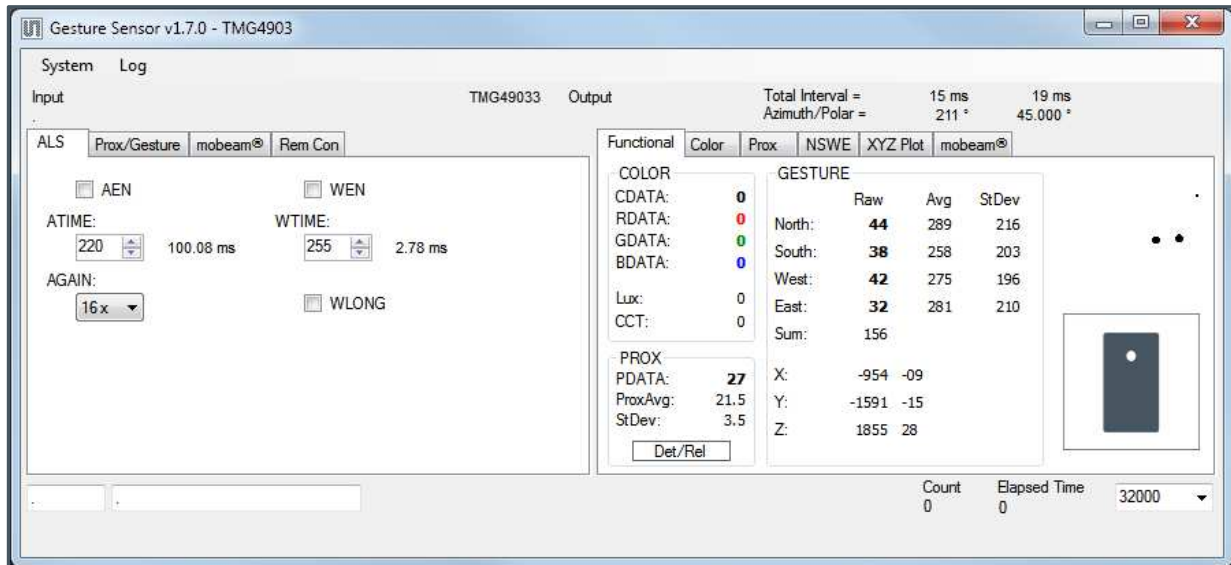 Gesture Sensor v1.7.0 - TMG4903
System Log
Input TMG49033 Output Total Interval = 15 ms 19 ms
. Azimuth/Polar = 211 ° 45.000 °
ALS Prox/Gesture mobeam® Rem Con
AEN WEN
ATIME: WTIME:
220 100.08 ms 255 2.78 ms
AGAIN:
16x WLONG
Functional Color Prox NSWE XYZ Plot mobeam®
COLOR
CDATA: 0
RDATA: 0
GDATA: 0
BDATA: 0
Lux: 0
CCT: 0
PROX
PDATA: 27
ProxAvg: 21.5
StDev: 3.5
Det/Rel
GESTURE
Raw Avg StDev
North: 44 289 216
South: 38 258 203
West: 42 275 196
East: 32 281 210
Sum: 156
X: -954 -09
Y: -1591 -15
Z: 1855 28
. .
Count Elapsed Time
0 0
32000